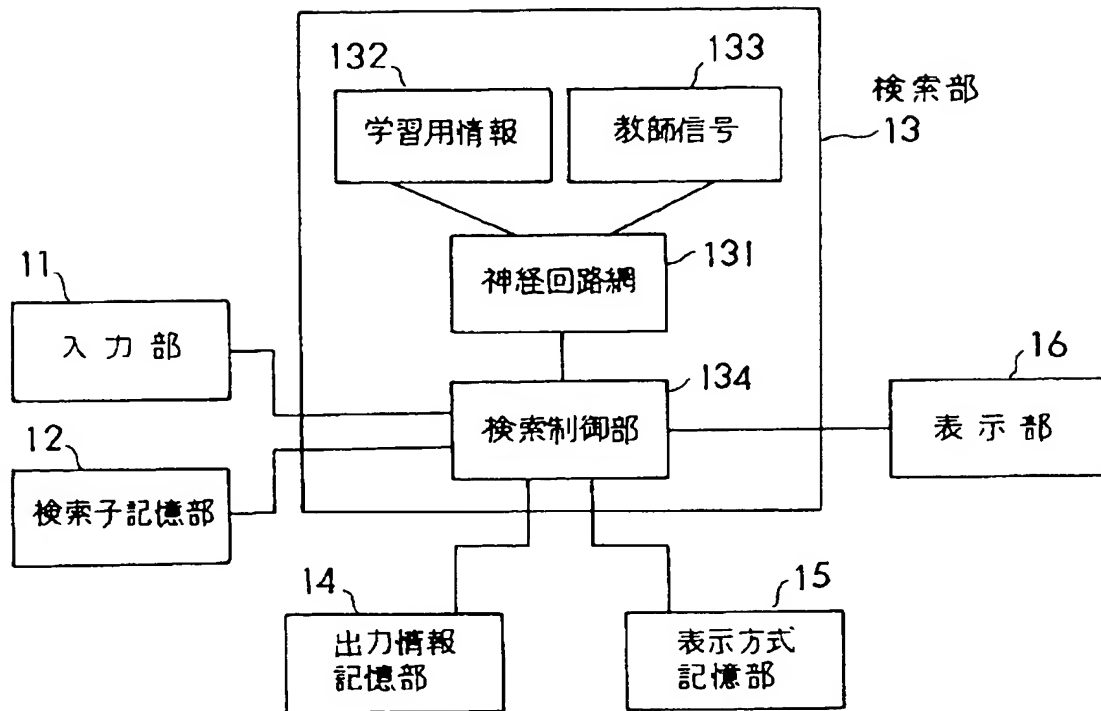 132
学習用情報
133
教師信号
検索部
13
131
神経回路網
11
入力部
134
検索制御部
16
表示部
12
検索子記憶部
14
出力情報
記憶部
15
表示方式
記憶部